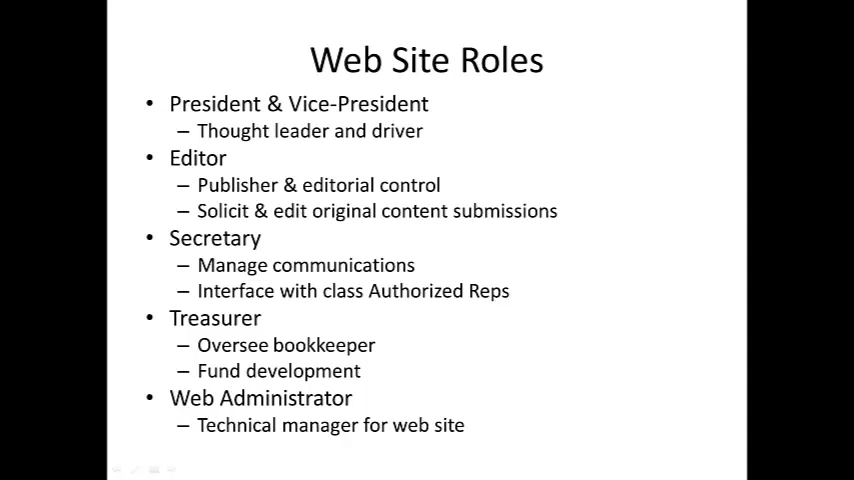 Web Site Roles
• President & Vice-President
– Thought leader and driver
• Editor
– Publisher & editorial control
– Solicit & edit original content submissions
• Secretary
– Manage communications
– Interface with class Authorized Reps
• Treasurer
– Oversee bookkeeper
– Fund development
• Web Administrator
– Technical manager for web site